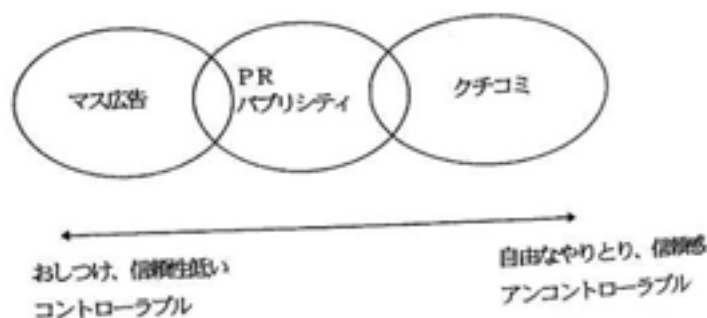 マス広告
PR
パブリシティ
クチコミ
おしつけ、信頼性低い
コントローラブル
自由なやりとり、信頼感
アンコントローラブル